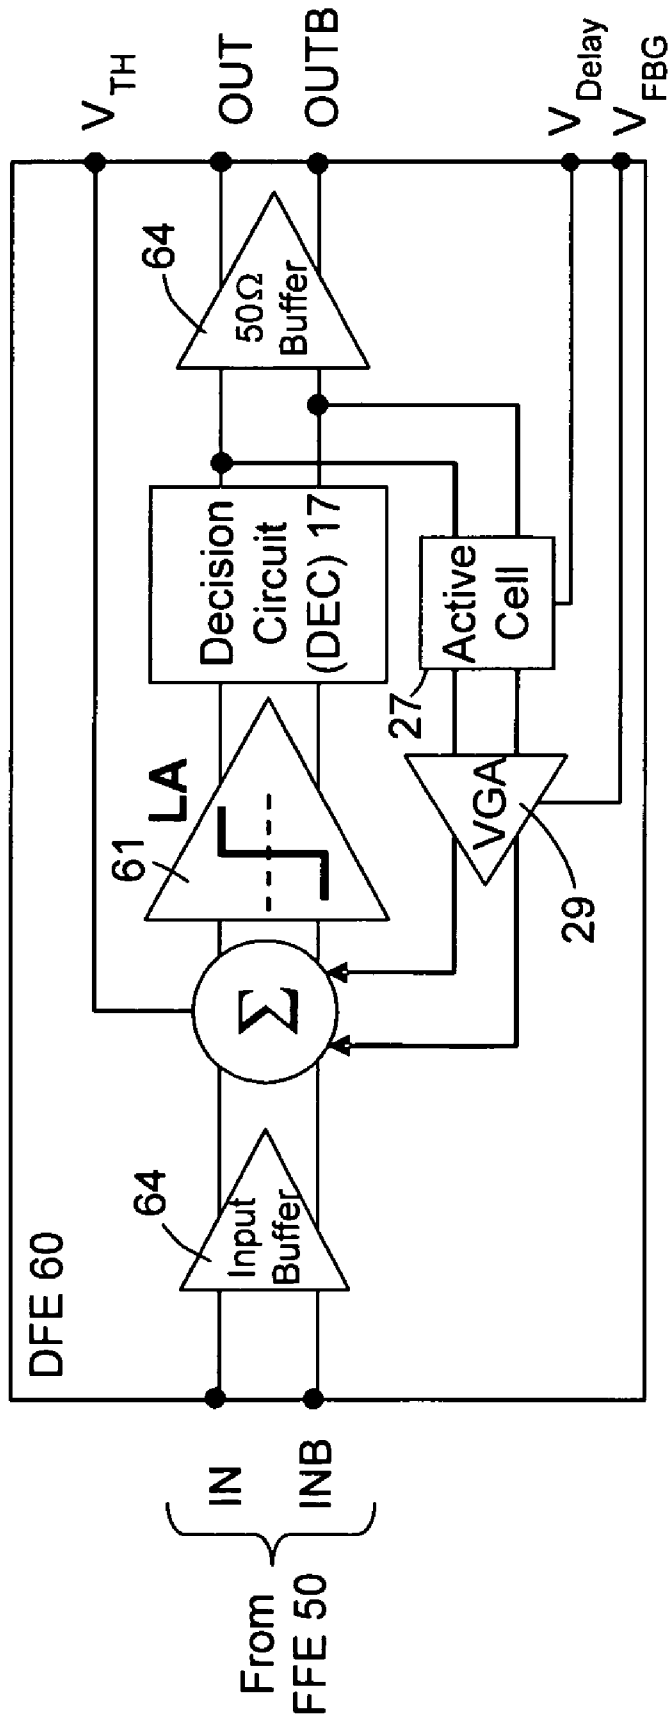 DFE 60
From
FFE 50
IN
INB
64
Input
Buffer
Σ
61
LA
Decision
Circuit
(DEC) 17
64
50Ω
Buffer
27
Active
Cell
VGA
29
V_TH
OUT
OUTB
V_Delay
V_FBG